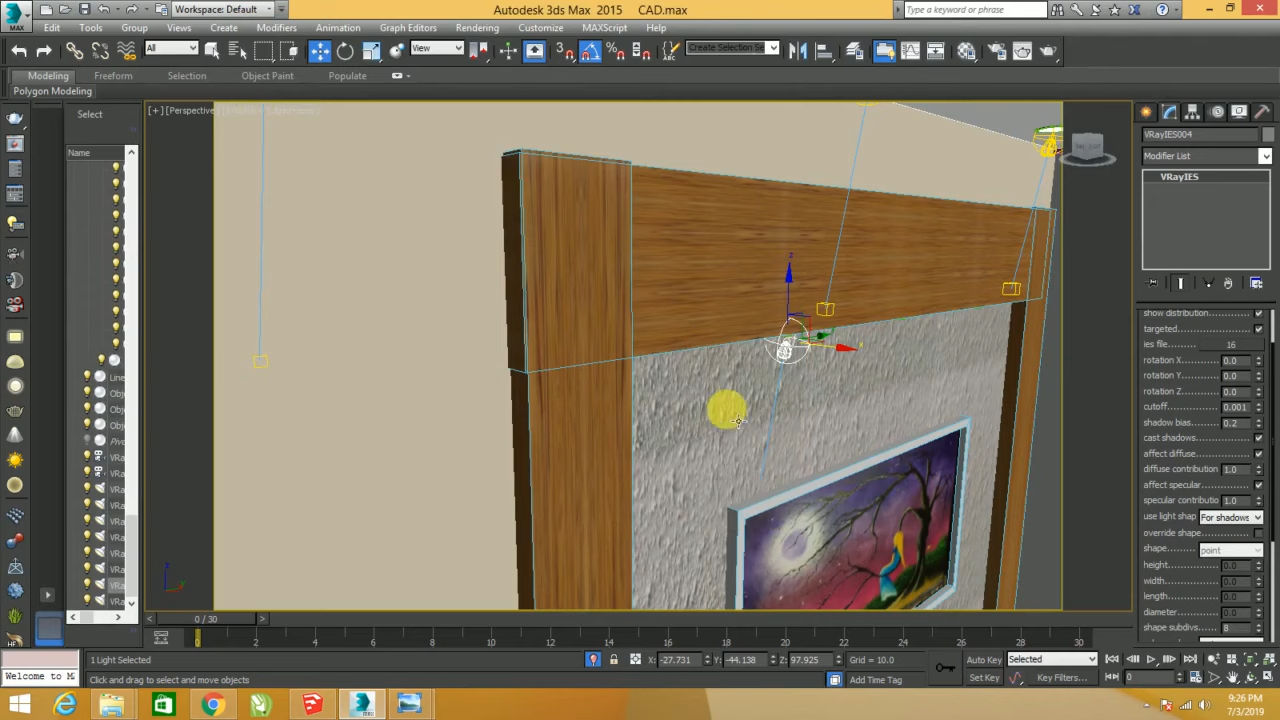 Workspace: Default
Autodesk 3ds Max 2015 CAD.max
Type a keyword or phrase
MAX
Edit Tools Group Views Create Modifiers Animation Graph Editors Rendering Customize MAXScript Help
All
View
Create Selection Se
Modeling Freeform Selection Object Paint Populate
Polygon Modeling
Select
[+] [Perspective]
Name
VRayIES004
Modifier List
VRayIES
show distribution
targeted
ies file 16
rotation X 0.0
rotation Y 0.0
rotation Z 0.0
cutoff 0.001
shadow bias 0.2
cast shadows
affect diffuse
diffuse contribution 1.0
affect specular
specular contributio 1.0
use light shap For shadows
override shape
shape point
height 0.0
width 0.0
length 0.0
diameter 0.0
shape subdivs 8
Line
Obj
Obj
Obj
VRa
VRa
VRa
VRa
VRa
VRa
VRa
VRa
VRa
VRa
z
x
0 / 30
0 2 4 6 8 10 12 14 16 18 20 22 24 26 28 30
1 Light Selected
X: -27.731 Y: -44.138 Z: 97.925 Grid = 10.0
Auto Key Selected
Welcome to M
Click and drag to select and move objects
Add Time Tag
Set Key Key Filters...
0
9:26 PM
7/3/2019